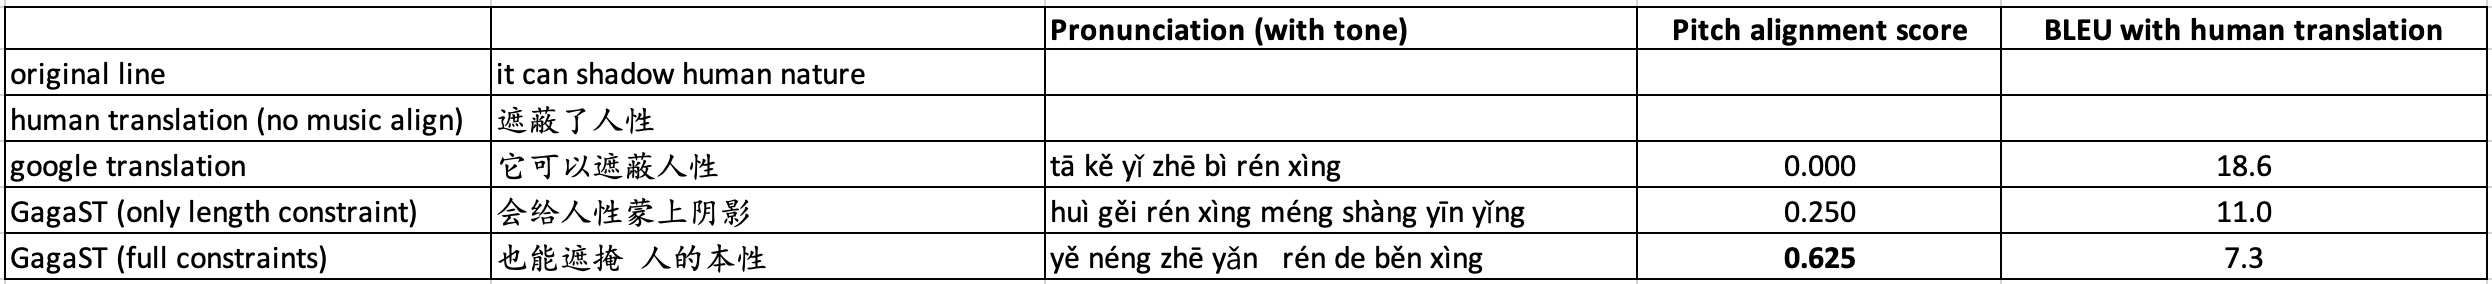 Pronunciation (with tone) Pitch alignment score BLEU with human translation
original line it can shadow human nature
human translation (no music align) 遮蔽了人性
google translation 它可以遮蔽人性 tā kě yǐ zhē bì rén xìng 0.000 18.6
GagaST (only length constraint) 会给人性蒙上阴影 huì gěi rén xìng méng shàng yīn yǐng 0.250 11.0
GagaST (full constraints) 也能遮掩 人的本性 yě néng zhē yǎn rén de běn xìng 0.625 7.3